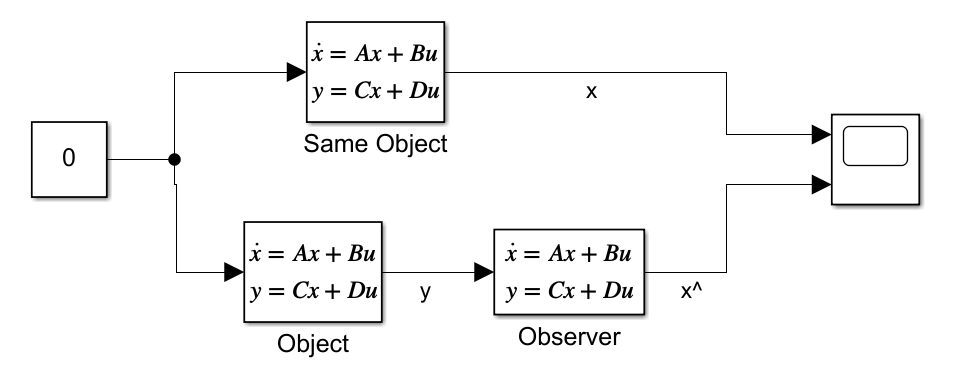 ẋ = Ax + Bu
y = Cx + Du
Same Object
x
0
ẋ = Ax + Bu
y = Cx + Du
Object
y
ẋ = Ax + Bu
y = Cx + Du
Observer
x^